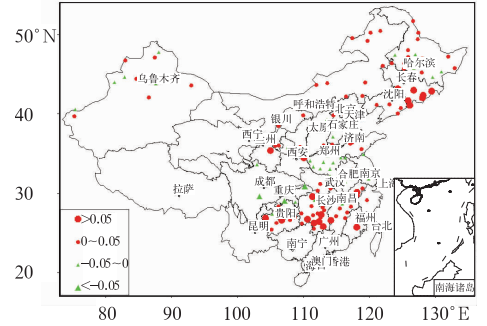 50°N
40
30
20
80
90
100
110
120
130°E
乌鲁木齐
哈尔滨
长春
沈阳
呼和浩特
北京
天津
银川
太原
石家庄
济南
西宁
西安
郑州
拉萨
成都
重庆
武汉
合肥
南京
上
长沙
南昌
贵阳
昆明
福州
台北
南宁
广州
澳门
香港
海
南海诸岛
>0.05
0~0.05
-0.05~0
<-0.05